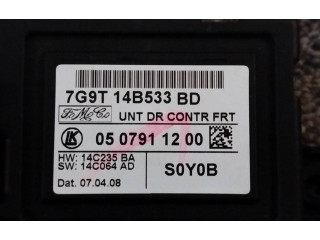 7G9T 14B533 BD
FoMoCo UNT DR CONTR FRT
LK 05 0791 12 00
HW: 14C235 BA
SW: 14C064 AD
Dat. 07.04.08
S0Y0B